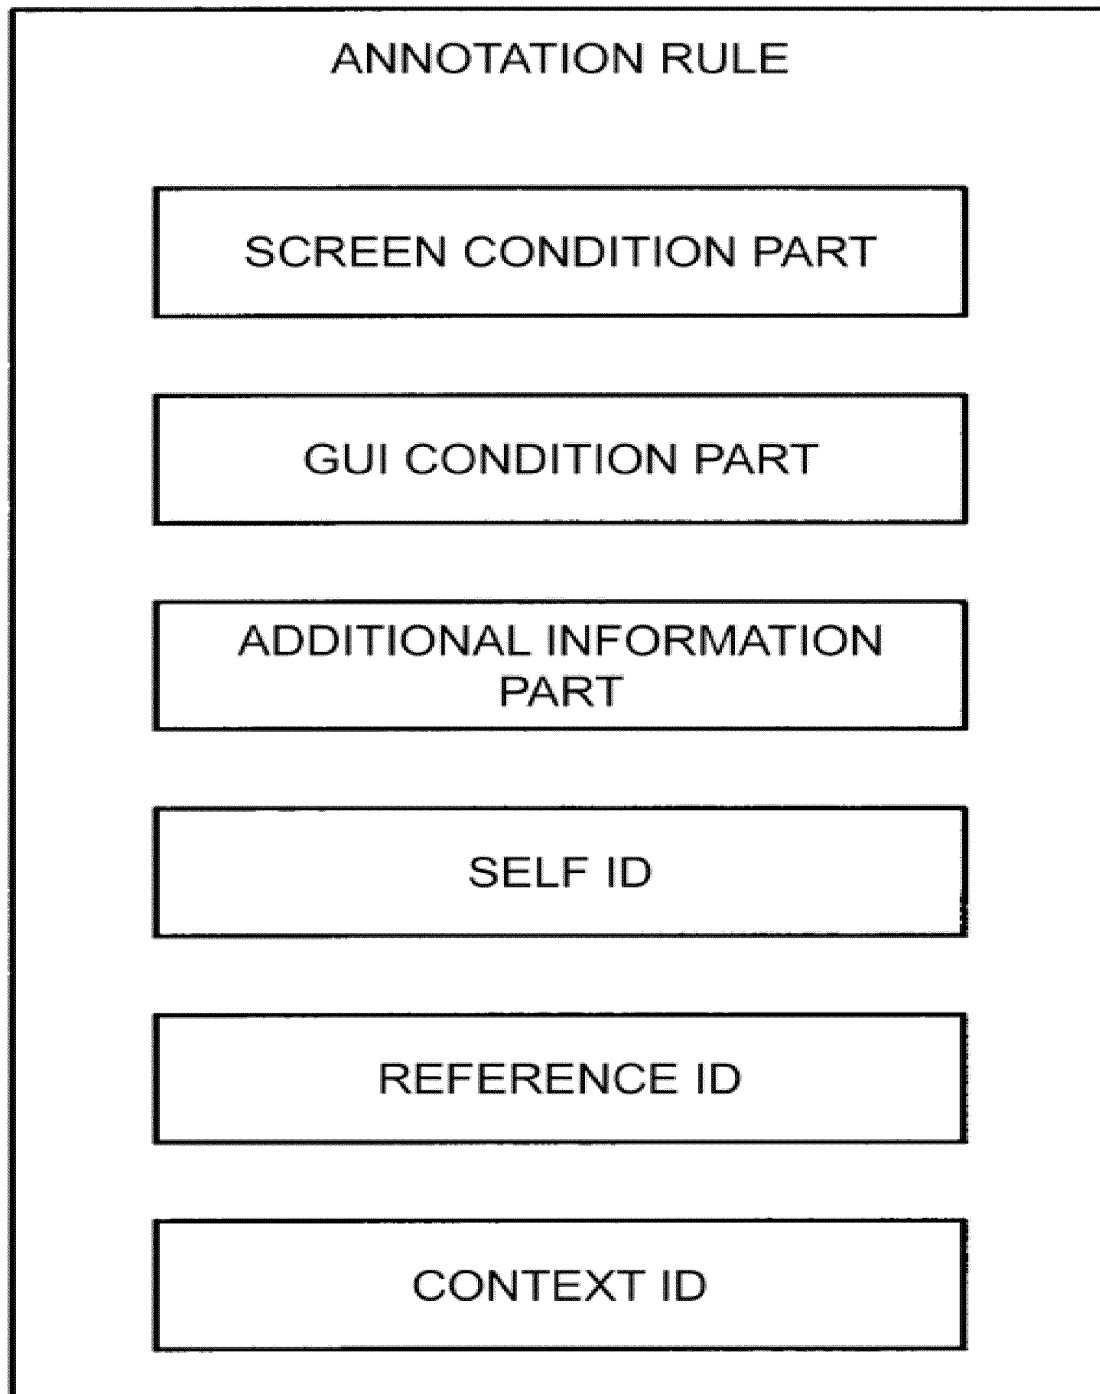 ANNOTATION RULE
SCREEN CONDITION PART
GUI CONDITION PART
ADDITIONAL INFORMATION
PART
SELF ID
REFERENCE ID
CONTEXT ID